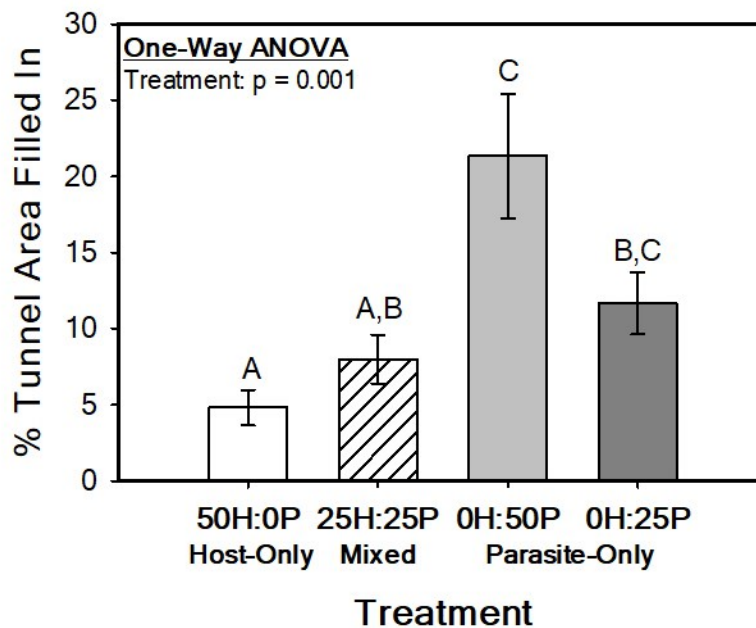 % Tunnel Area Filled In
30
25
20
15
10
5
0
One-Way ANOVA
Treatment: p = 0.001
A
A,B
C
B,C
50H:0P 25H:25P 0H:50P 0H:25P
Host-Only Mixed Parasite-Only
Treatment